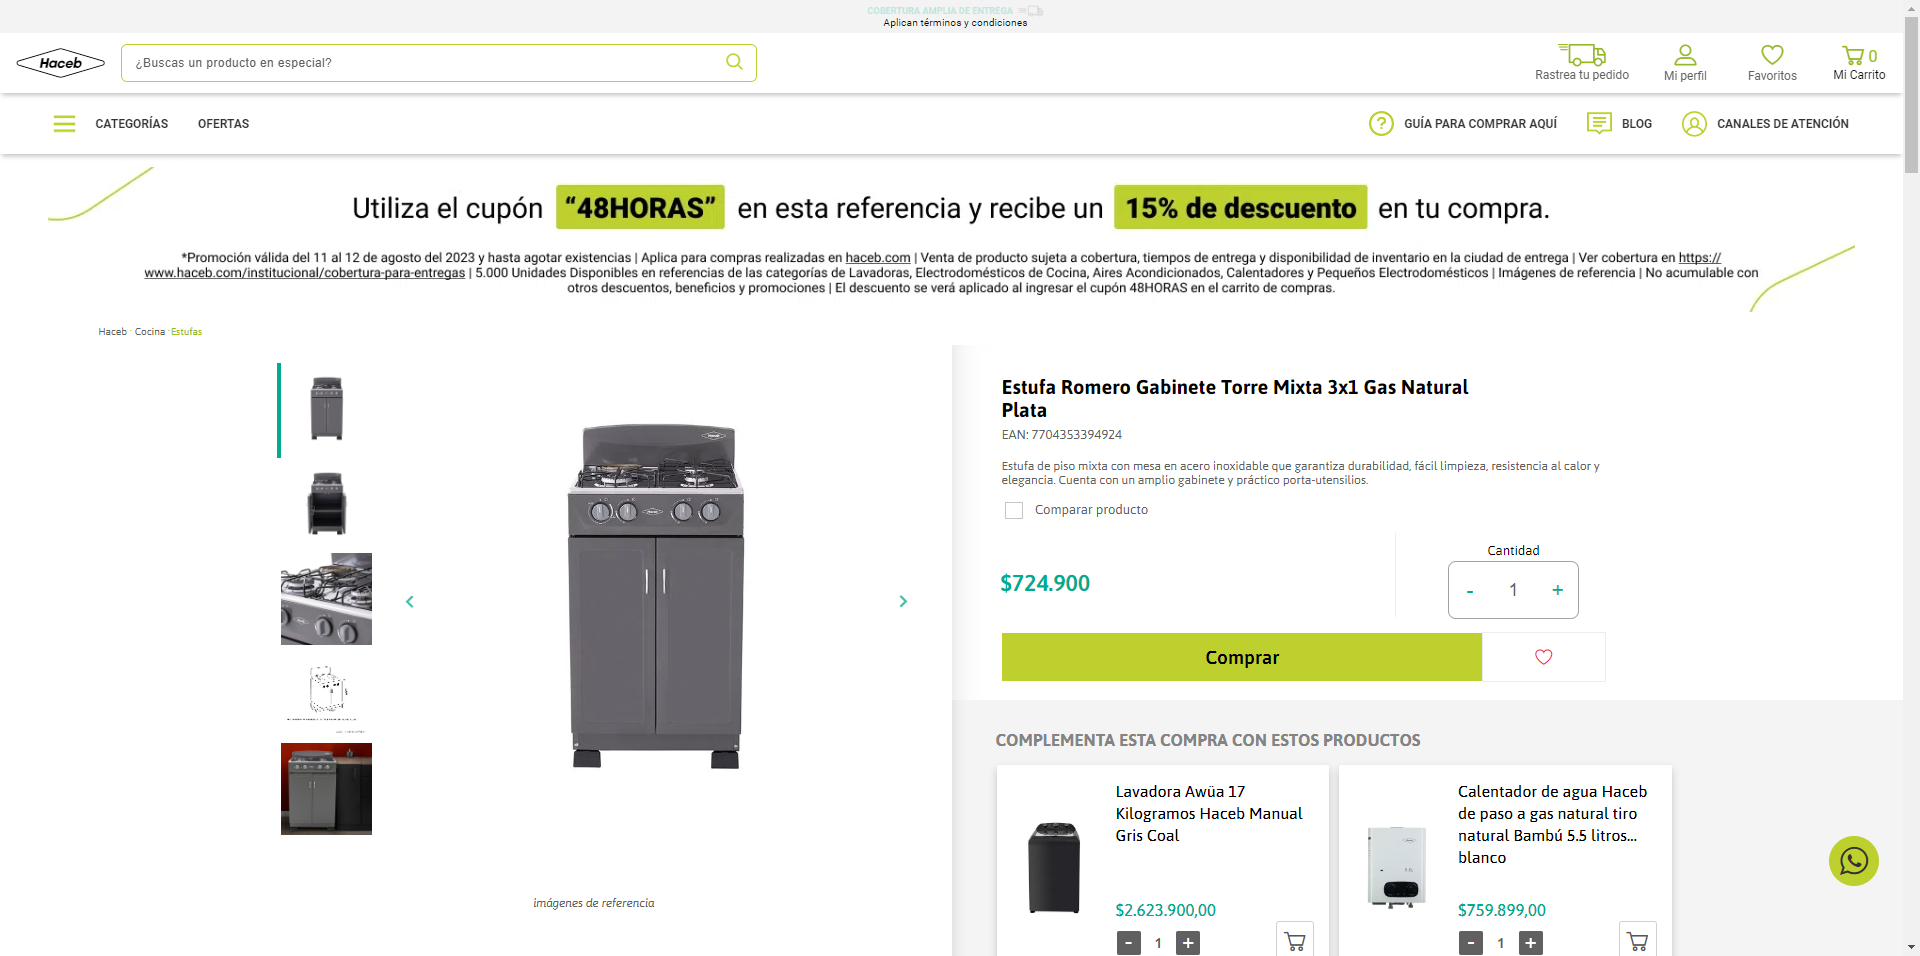 COBERTURA AMPLIA DE ENTREGA
Aplican términos y condiciones
Haceb
¿Buscas un producto en especial?
Rastrea tu pedido
Mi perfil
Favoritos
0
Mi Carrito
CATEGORÍAS
OFERTAS
GUÍA PARA COMPRAR AQUÍ
BLOG
CANALES DE ATENCIÓN
Utiliza el cupón “48HORAS” en esta referencia y recibe un 15% de descuento en tu compra.
*Promoción válida del 11 al 12 de agosto del 2023 y hasta agotar existencias | Aplica para compras realizadas en haceb.com | Venta de producto sujeta a cobertura, tiempos de entrega y disponibilidad de inventario en la ciudad de entrega | Ver cobertura en https://
www.haceb.com/institucional/cobertura-para-entregas | 5.000 Unidades Disponibles en referencias de las categorías de Lavadoras, Electrodomésticos de Cocina, Aires Acondicionados, Calentadores y Pequeños Electrodomésticos | Imágenes de referencia | No acumulable con
otros descuentos, beneficios y promociones | El descuento se verá aplicado al ingresar el cupón 48HORAS en el carrito de compras.
Haceb · Cocina · Estufas
Estufa Romero Gabinete Torre Mixta 3x1 Gas Natural
Plata
EAN: 7704353394924
Estufa de piso mixta con mesa en acero inoxidable que garantiza durabilidad, fácil limpieza, resistencia al calor y
elegancia. Cuenta con un amplio gabinete y práctico porta-utensilios.
Comparar producto
Cantidad
$724.900
- 1 +
Comprar
imágenes de referencia
COMPLEMENTA ESTA COMPRA CON ESTOS PRODUCTOS
Lavadora Awüa 17
Kilogramos Haceb Manual
Gris Coal
$2.623.900,00
- 1 +
Calentador de agua Haceb
de paso a gas natural tiro
natural Bambú 5.5 litros...
blanco
$759.899,00
- 1 +